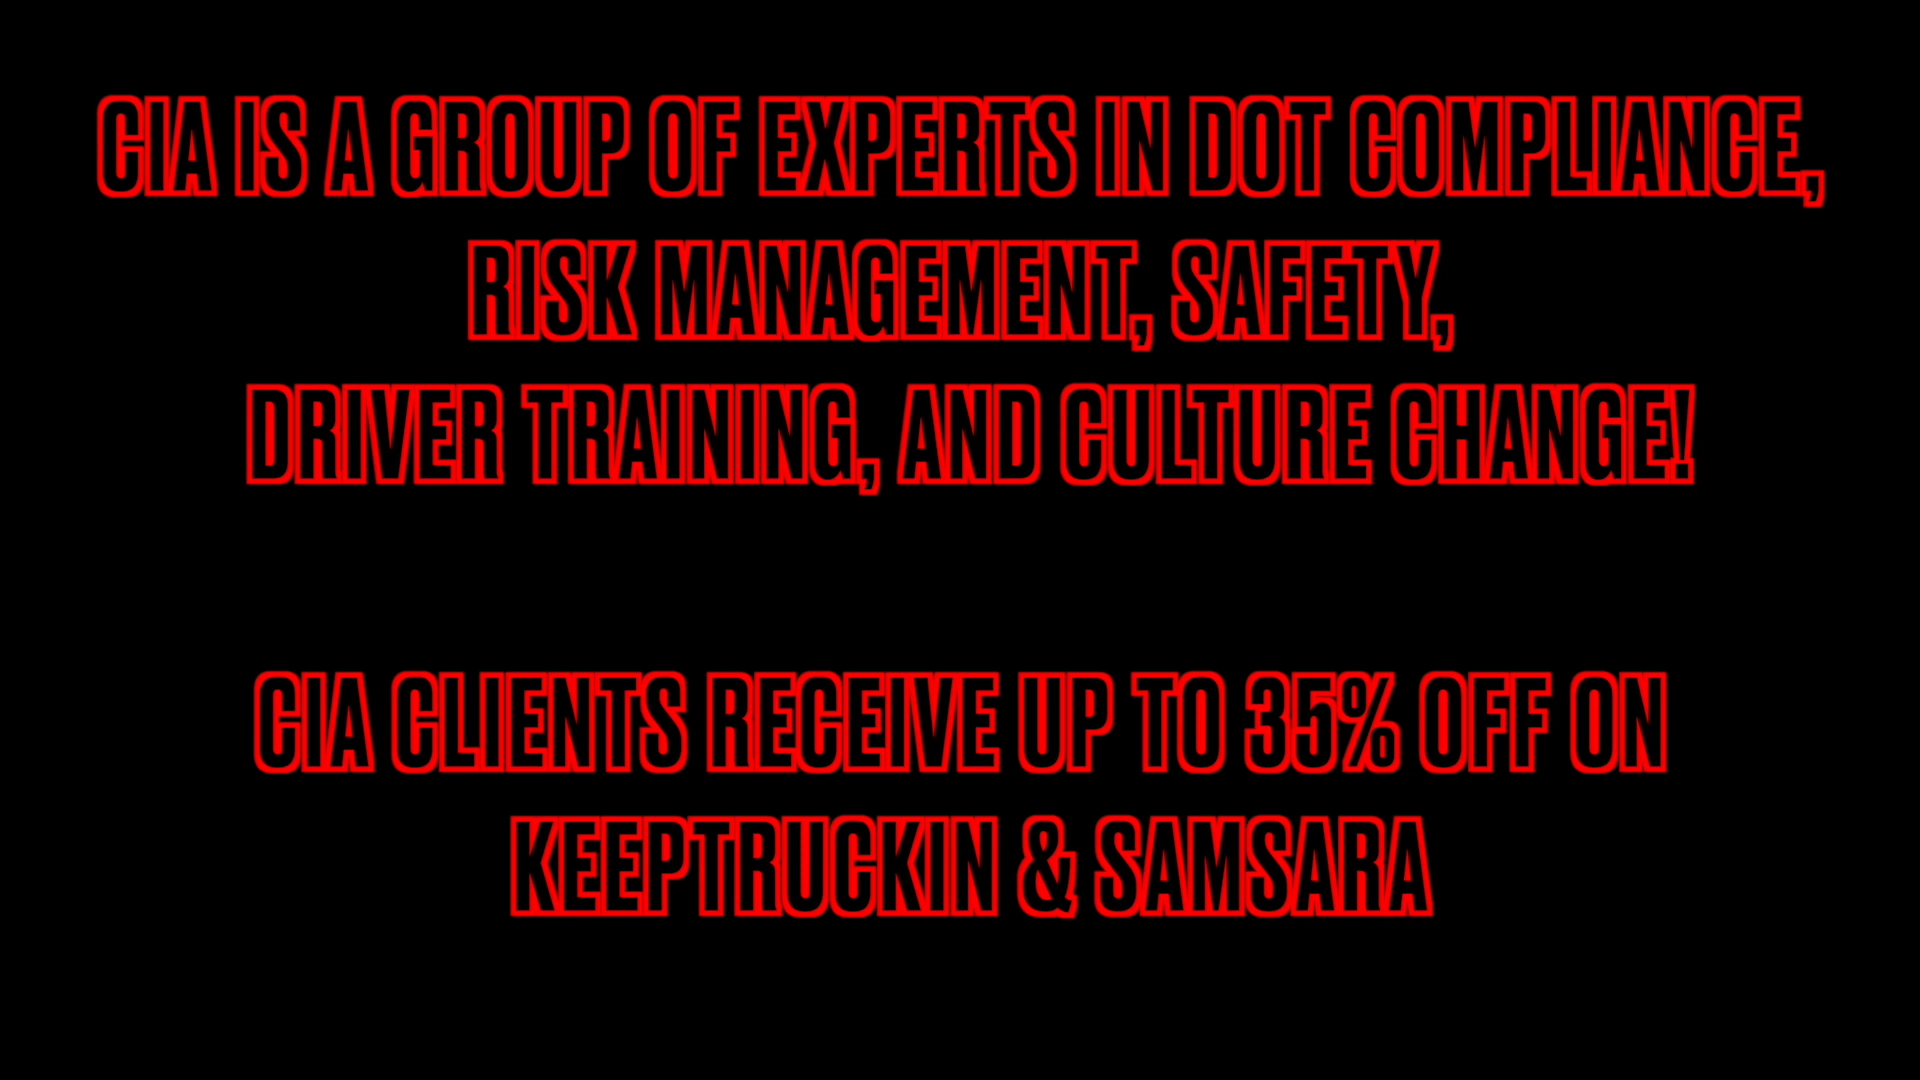 CIA IS A GROUP OF EXPERTS IN DOT COMPLIANCE,
RISK MANAGEMENT, SAFETY,
DRIVER TRAINING, AND CULTURE CHANGE!
CIA CLIENTS RECEIVE UP TO 35% OFF ON
KEEPTRUCKIN & SAMSARA